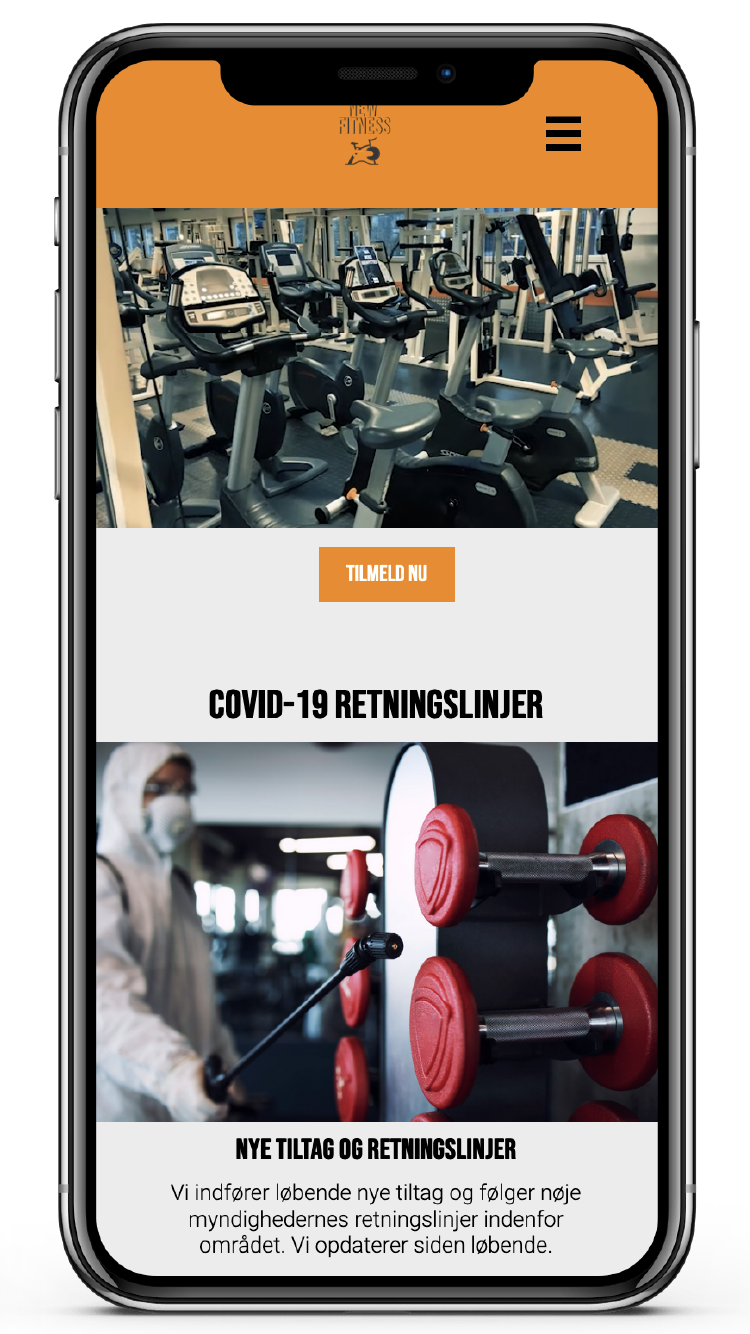 NEW
FITNESS
TILMELD NU
COVID-19 RETNINGSLINJER
NYE TILTAG OG RETNINGSLINJER
Vi indfører løbende nye tiltag og følger nøje
myndighedernes retningslinjer indenfor
området. Vi opdaterer siden løbende.